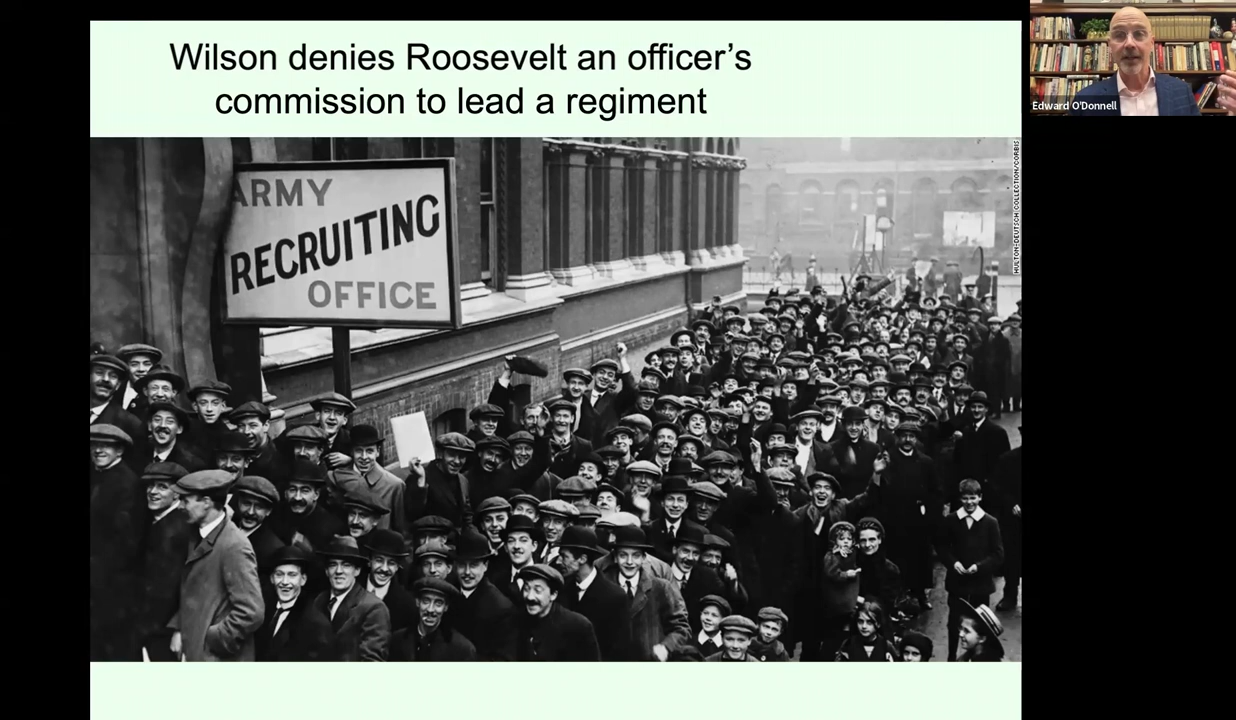 Wilson denies Roosevelt an officer’s
commission to lead a regiment
ARMY
RECRUITING
OFFICE
HULTON-DEUTSCH COLLECTION/CORBIS
Edward O'Donnell